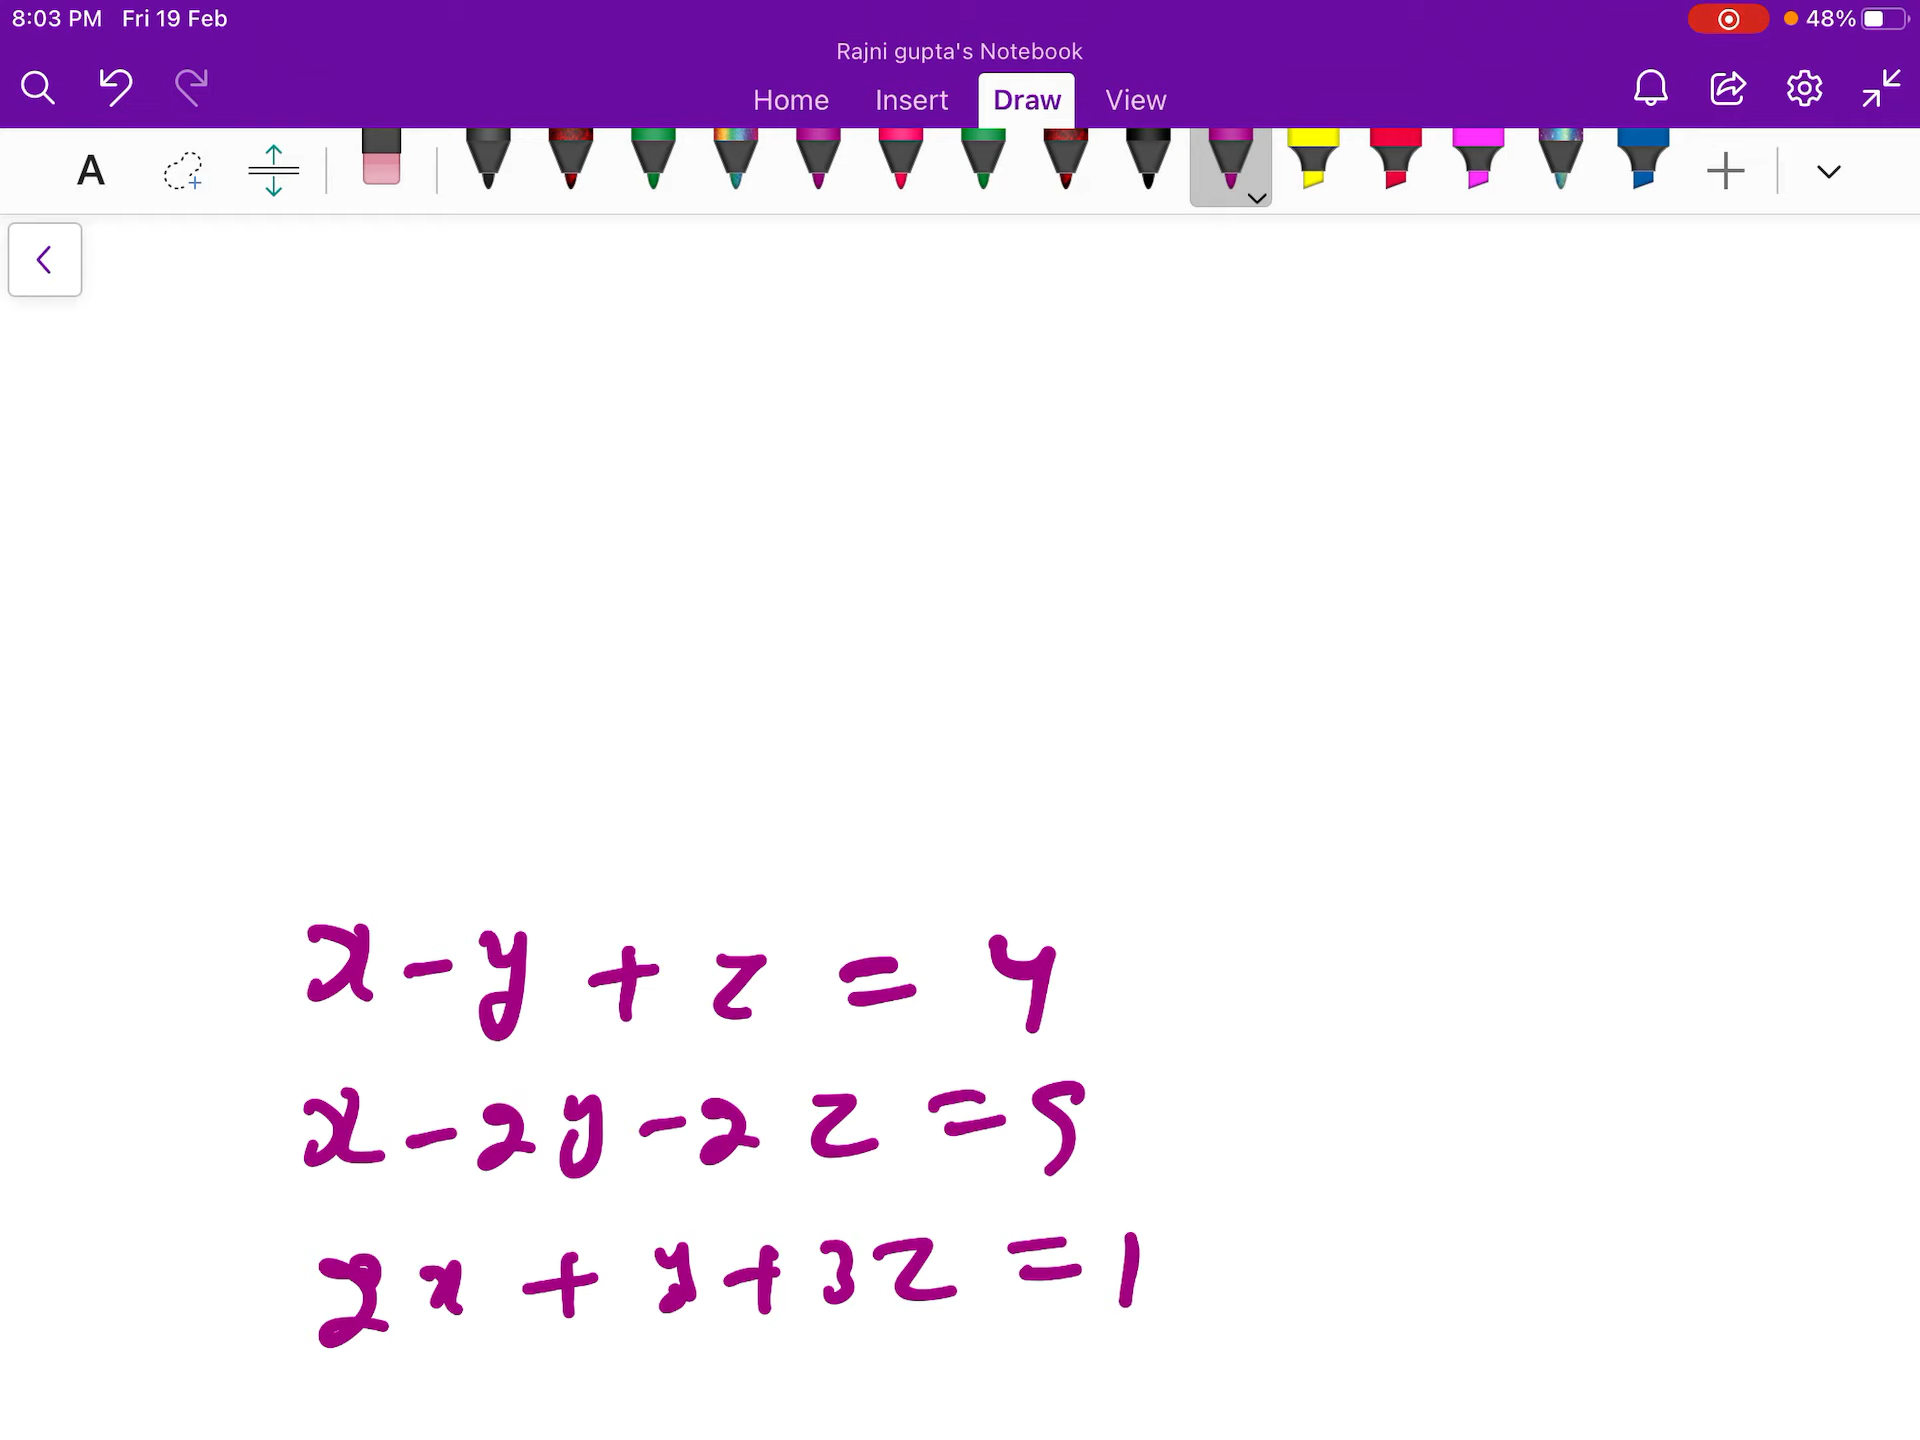 8:03 PM Fri 19 Feb
48%
Rajni gupta's Notebook
Home Insert Draw View
A
x - y + z = 4
x - 2y - 2z = 5
2x + y + 3z = 1